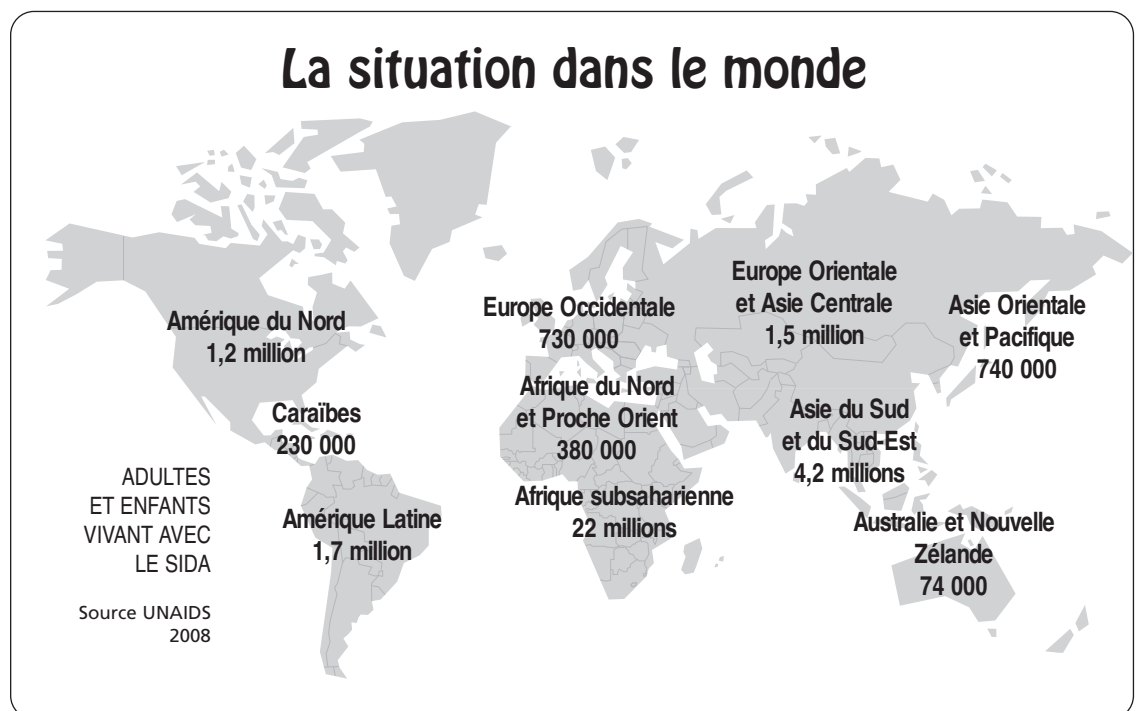 La situation dans le monde
Amérique du Nord
1,2 million
Caraïbes
230 000
Amérique Latine
1,7 million
Europe Occidentale
730 000
Afrique du Nord
et Proche Orient
380 000
Afrique subsaharienne
22 millions
Europe Orientale
et Asie Centrale
1,5 million
Asie Orientale
et Pacifique
740 000
Asie du Sud
et du Sud-Est
4,2 millions
Australie et Nouvelle
Zélande
74 000
ADULTES
ET ENFANTS
VIVANT AVEC
LE SIDA
Source UNAIDS
2008